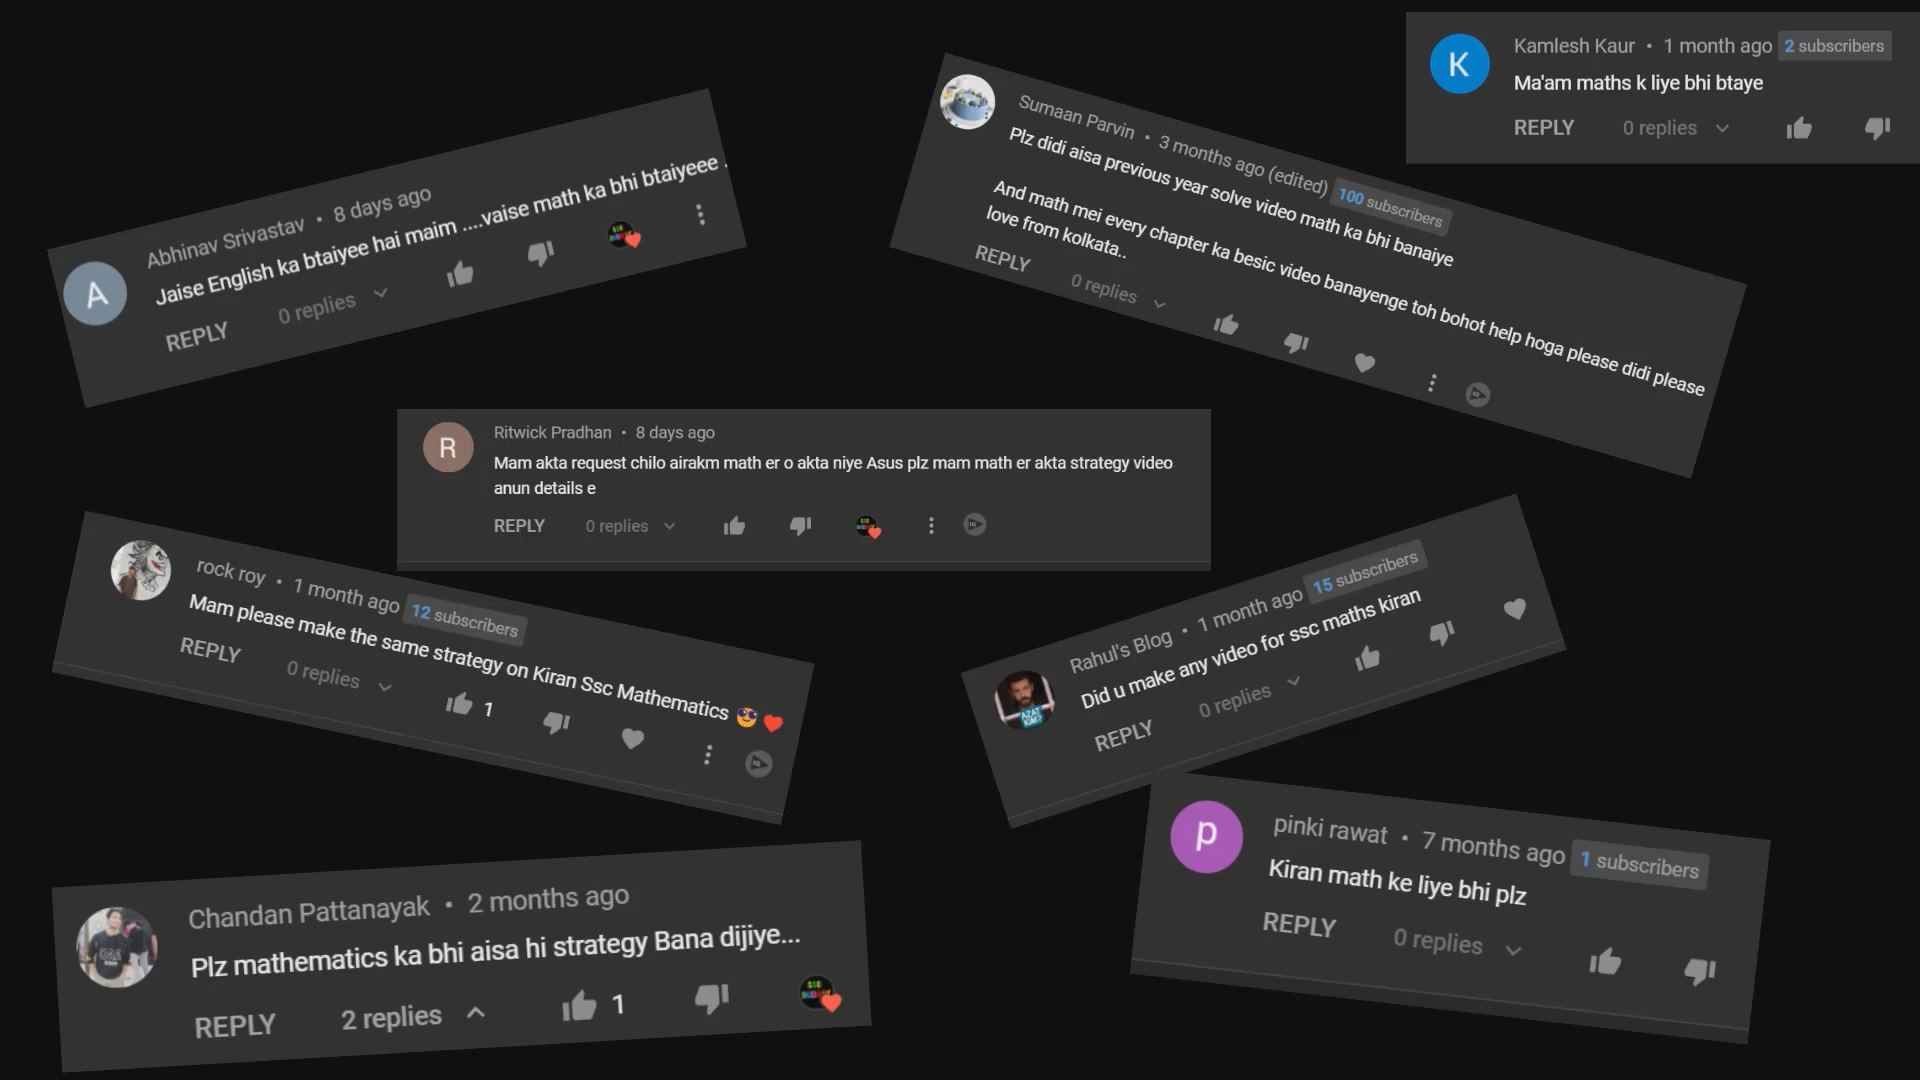 Kamlesh Kaur • 1 month ago 2 subscribers
Ma'am maths k liye bhi btaye
REPLY 0 replies
Abhinav Srivastav • 8 days ago
Jaise English ka btaiyee hai maim ....vaise math ka bhi btaiyeee .
REPLY 0 replies
A
Sumaan Parvin • 3 months ago (edited) 100 subscribers
Plz didi aisa previous year solve video math ka bhi banaiye
And math mei every chapter ka besic video banayenge toh bohot help hoga please didi please
love from kolkata..
REPLY 0 replies
K
Ritwick Pradhan • 8 days ago
Mam akta request chilo airakm math er o akta niye Asus plz mam math er akta strategy video
anun details e
REPLY 0 replies
R
rock roy • 1 month ago 12 subscribers
Mam please make the same strategy on Kiran Ssc Mathematics 😎❤️
REPLY 0 replies 1
Rahul's Blog • 1 month ago 15 subscribers
Did u make any video for ssc maths kiran
REPLY 0 replies
AZAT
KIM?
Chandan Pattanayak • 2 months ago
Plz mathematics ka bhi aisa hi strategy Bana dijiye...
REPLY 2 replies 1
pinki rawat • 7 months ago 1 subscribers
Kiran math ke liye bhi plz
REPLY 0 replies
p